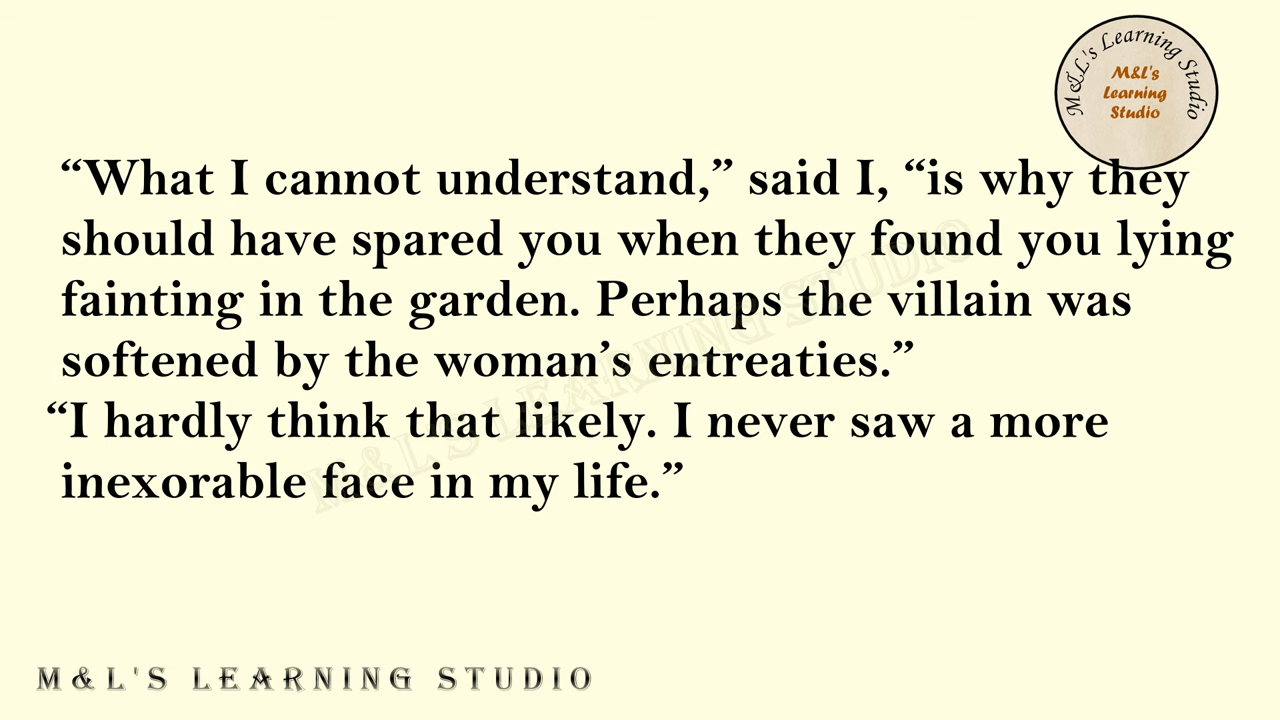 M&L's Learning Studio
M&L's
Learning
Studio
“What I cannot understand,” said I, “is why they
should have spared you when they found you lying
fainting in the garden. Perhaps the villain was
softened by the woman’s entreaties.”
“I hardly think that likely. I never saw a more
inexorable face in my life.”
M&L'S LEARNING STUDIO
M&L'S LEARNING STUDIO